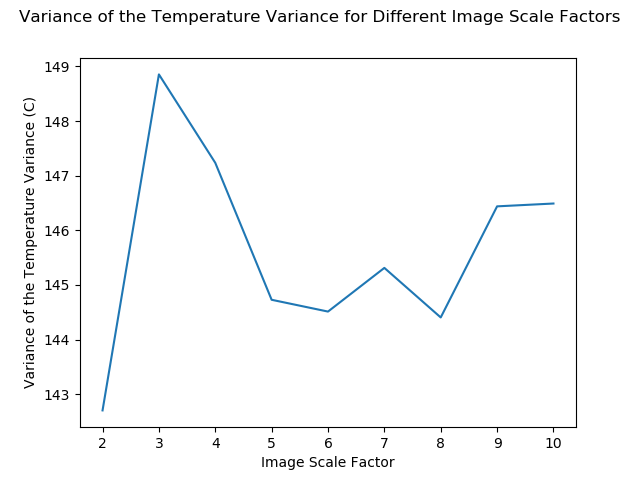 Variance of the Temperature Variance for Different Image Scale Factors
149
148
147
146
145
144
143
Variance of the Temperature Variance (C)
2 3 4 5 6 7 8 9 10
Image Scale Factor